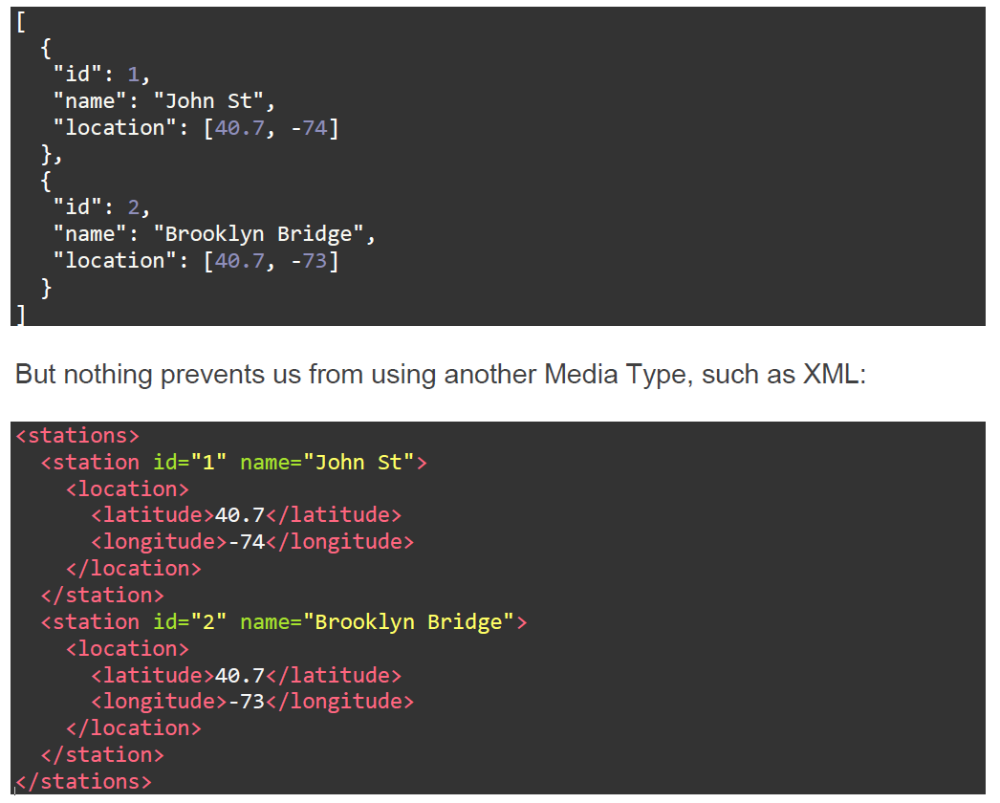 [
  {
   "id": 1,
   "name": "John St",
   "location": [40.7, -74]
  },
  {
   "id": 2,
   "name": "Brooklyn Bridge",
   "location": [40.7, -73]
  }
]
But nothing prevents us from using another Media Type, such as XML:
<stations>
  <station id="1" name="John St">
    <location>
      <latitude>40.7</latitude>
      <longitude>-74</longitude>
    </location>
  </station>
  <station id="2" name="Brooklyn Bridge">
    <location>
      <latitude>40.7</latitude>
      <longitude>-73</longitude>
    </location>
  </station>
</stations>